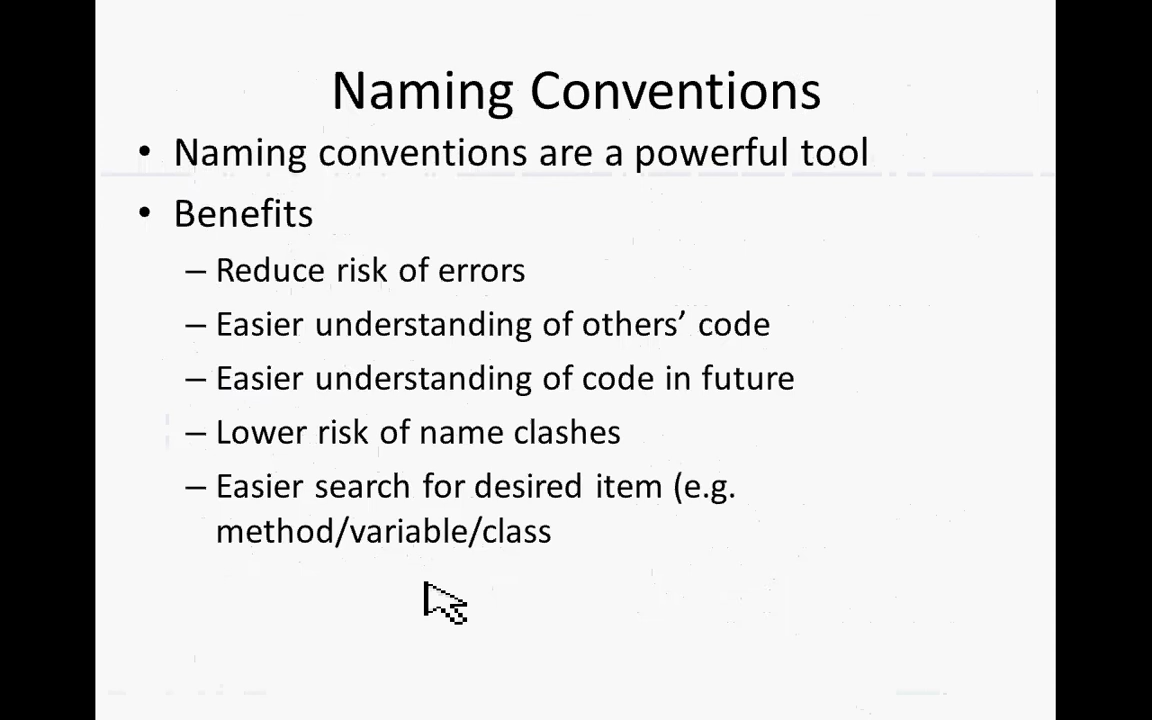 Naming Conventions
• Naming conventions are a powerful tool
• Benefits
– Reduce risk of errors
– Easier understanding of others’ code
– Easier understanding of code in future
– Lower risk of name clashes
– Easier search for desired item (e.g.
method/variable/class